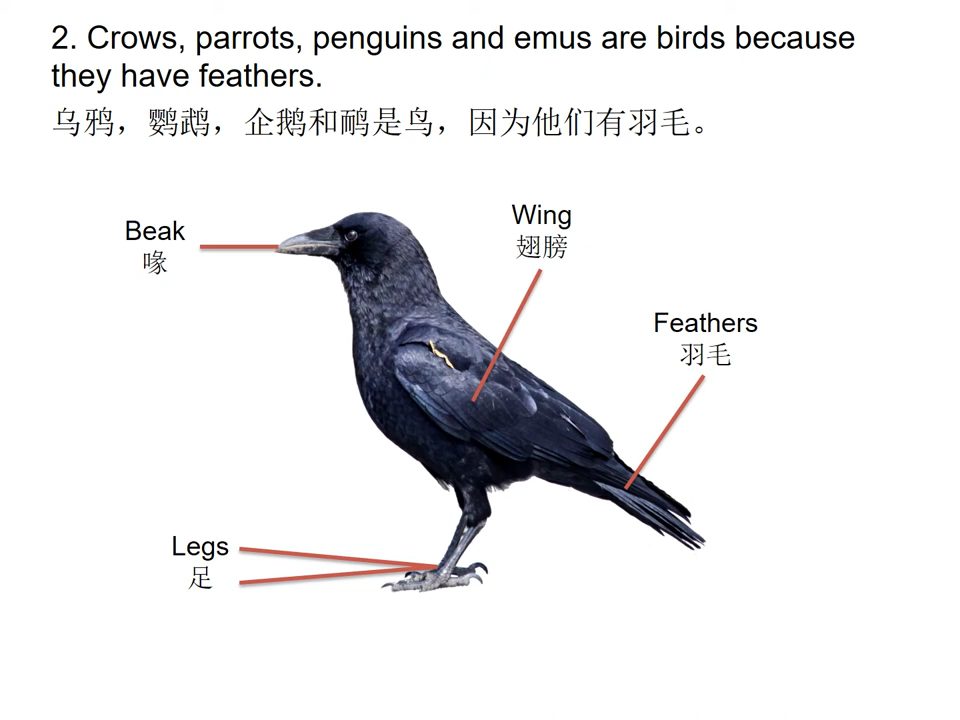 2. Crows, parrots, penguins and emus are birds because
they have feathers.
乌鸦，鹦鹉，企鹅和鸸是鸟，因为他们有羽毛。
Beak
喙
Wing
翅膀
Feathers
羽毛
Legs
足